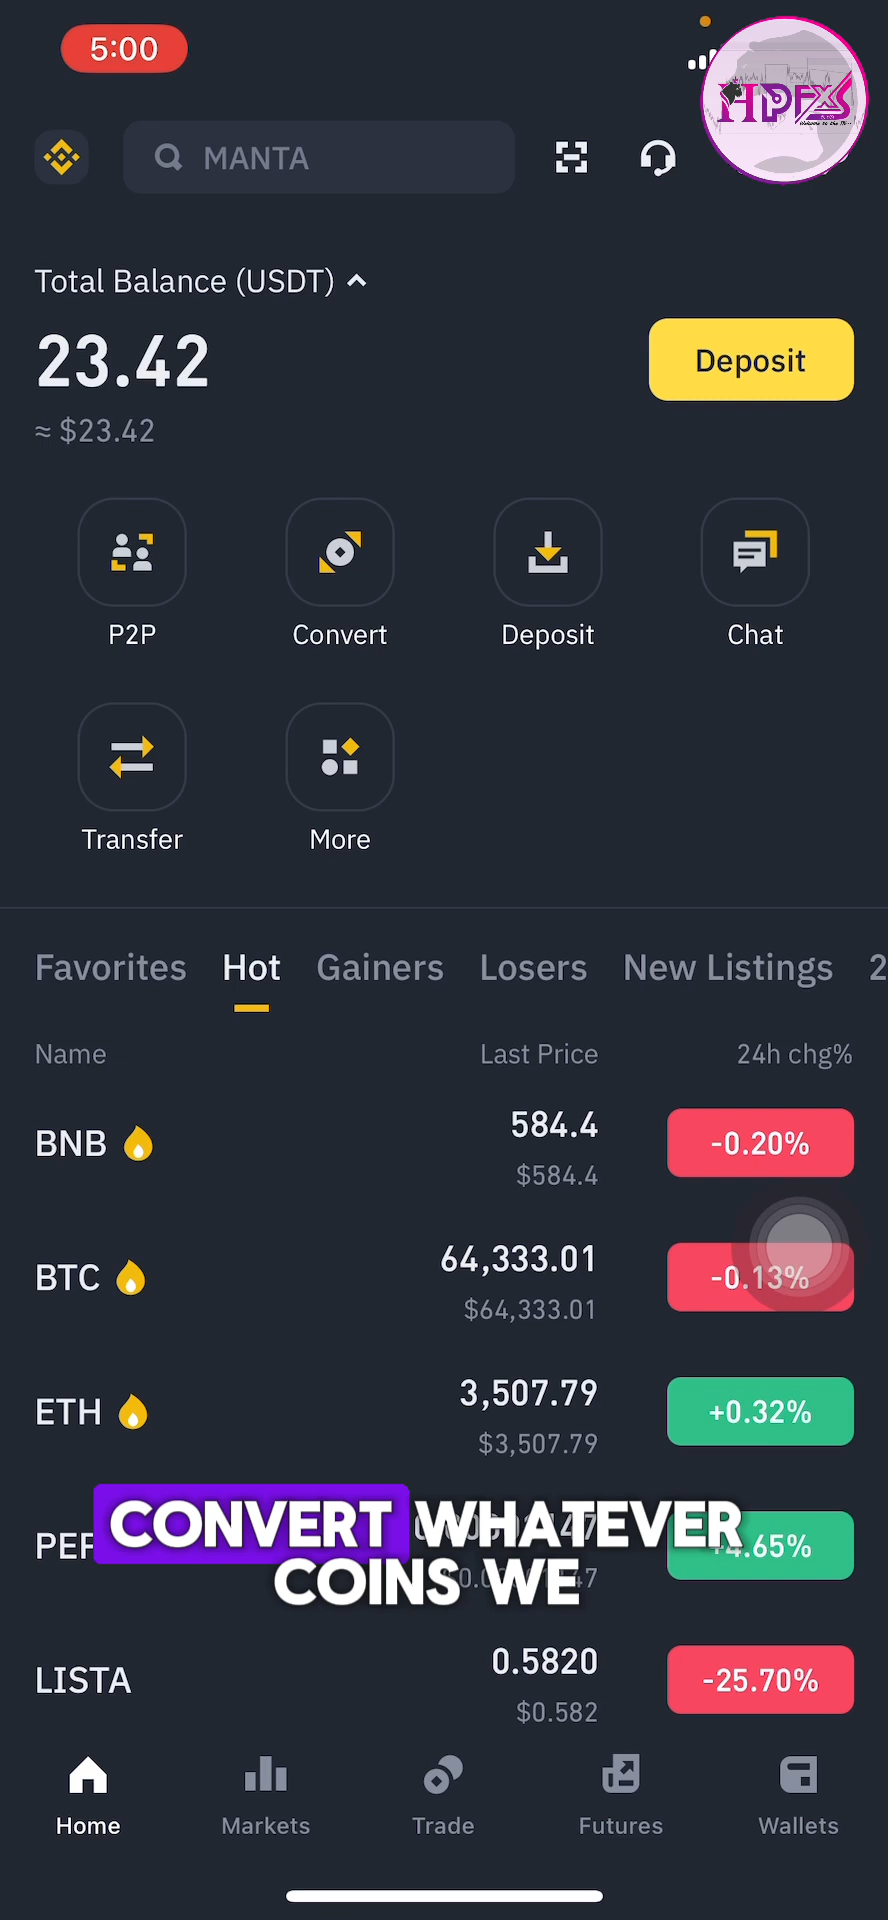 5:00
HPFXS
MANTA
Total Balance (USDT)
23.42
Deposit
≈ $23.42
P2P
Convert
Deposit
Chat
Transfer
More
Favorites
Hot
Gainers
Losers
New Listings
2
Name
Last Price
24h chg%
BNB
584.4
-0.20%
$584.4
BTC
64,333.01
-0.13%
$64,333.01
ETH
3,507.79
+0.32%
$3,507.79
CONVERT WHATEVER
COINS WE
LISTA
0.5820
-25.70%
$0.582
Home
Markets
Trade
Futures
Wallets